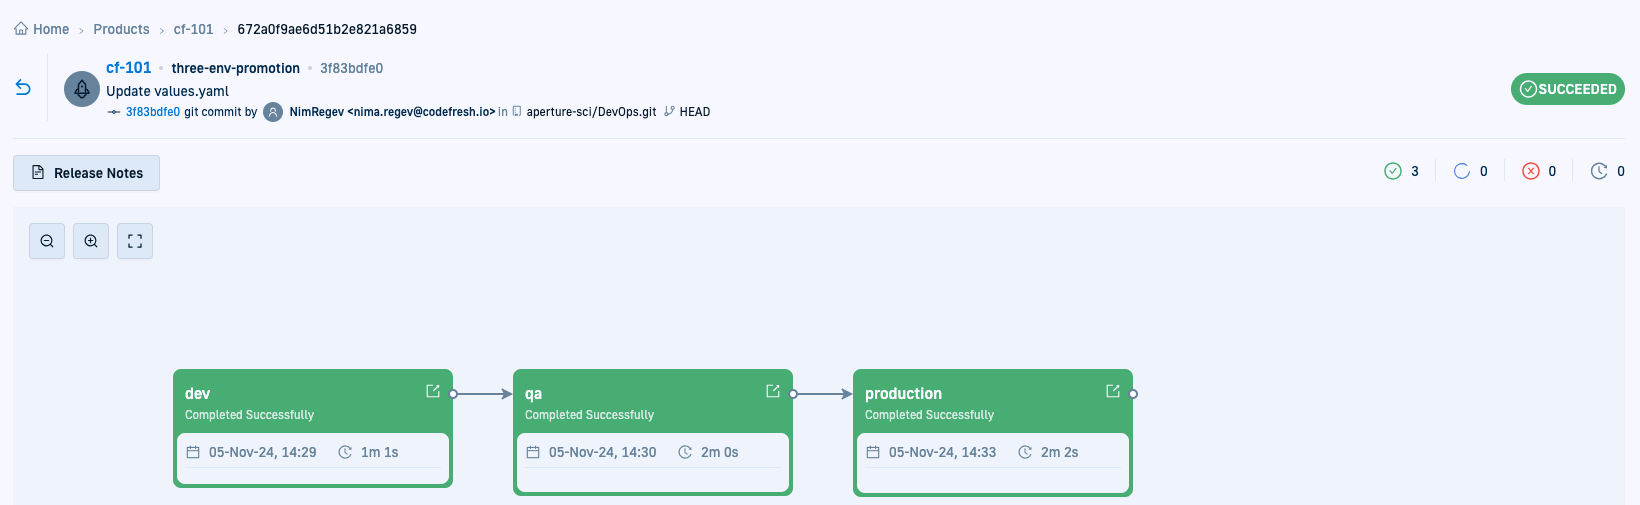 Home › Products › cf-101 › 672a0f9ae6d51b2e821a6859
cf-101 • three-env-promotion • 3f83bdfe0
Update values.yaml
3f83bdfe0 git commit by NimRegev <nima.regev@codefresh.io> in aperture-sci/DevOps.git HEAD
SUCCEEDED
Release Notes
3 0 0 0
dev
Completed Successfully
05-Nov-24, 14:29 1m 1s
qa
Completed Successfully
05-Nov-24, 14:30 2m 0s
production
Completed Successfully
05-Nov-24, 14:33 2m 2s